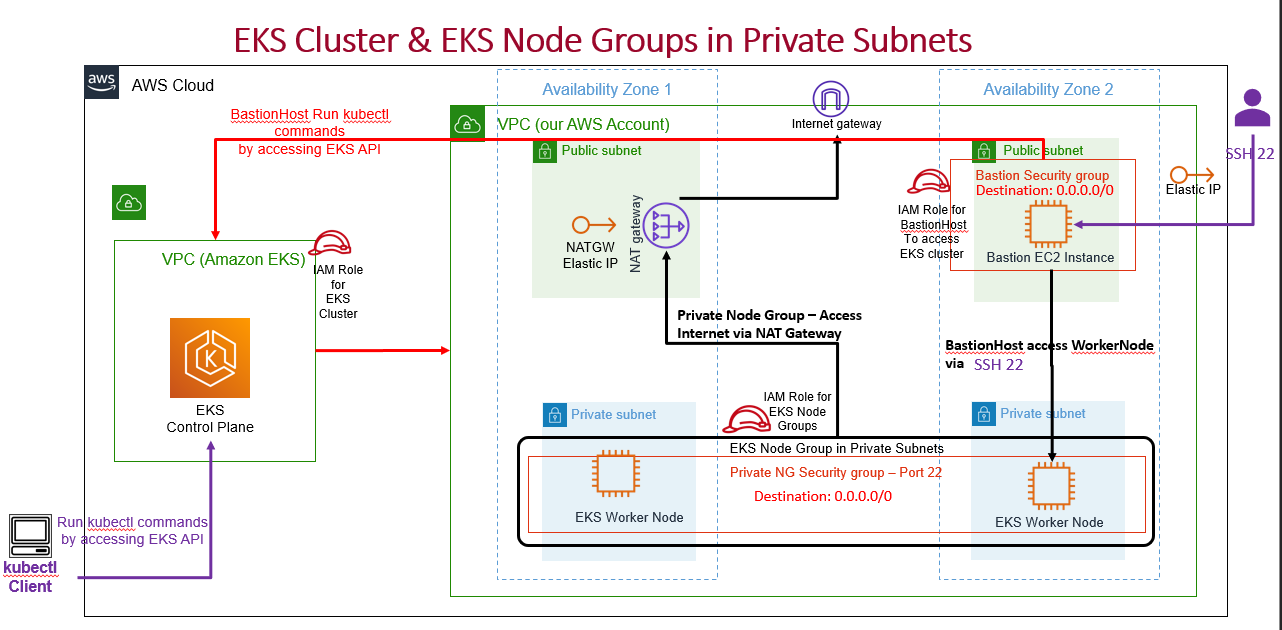 EKS Cluster & EKS Node Groups in Private Subnets
aws
AWS Cloud
Availability Zone 1
Availability Zone 2
BastionHost Run kubectl
commands
by accessing EKS API
VPC (our AWS Account)
Internet gateway
Public subnet
Public subnet
SSH 22
Bastion Security group
Destination: 0.0.0.0/0
Elastic IP
IAM Role for
BastionHost
To access
EKS cluster
Bastion EC2 Instance
NAT gateway
NATGW
Elastic IP
VPC (Amazon EKS)
IAM Role
for
EKS
Cluster
Private Node Group – Access
Internet via NAT Gateway
BastionHost access WorkerNode
via SSH 22
K
EKS
Control Plane
IAM Role for
EKS Node
Groups
Private subnet
Private subnet
EKS Node Group in Private Subnets
Private NG Security group – Port 22
Destination: 0.0.0.0/0
EKS Worker Node
EKS Worker Node
Run kubectl commands
by accessing EKS API
kubectl
Client